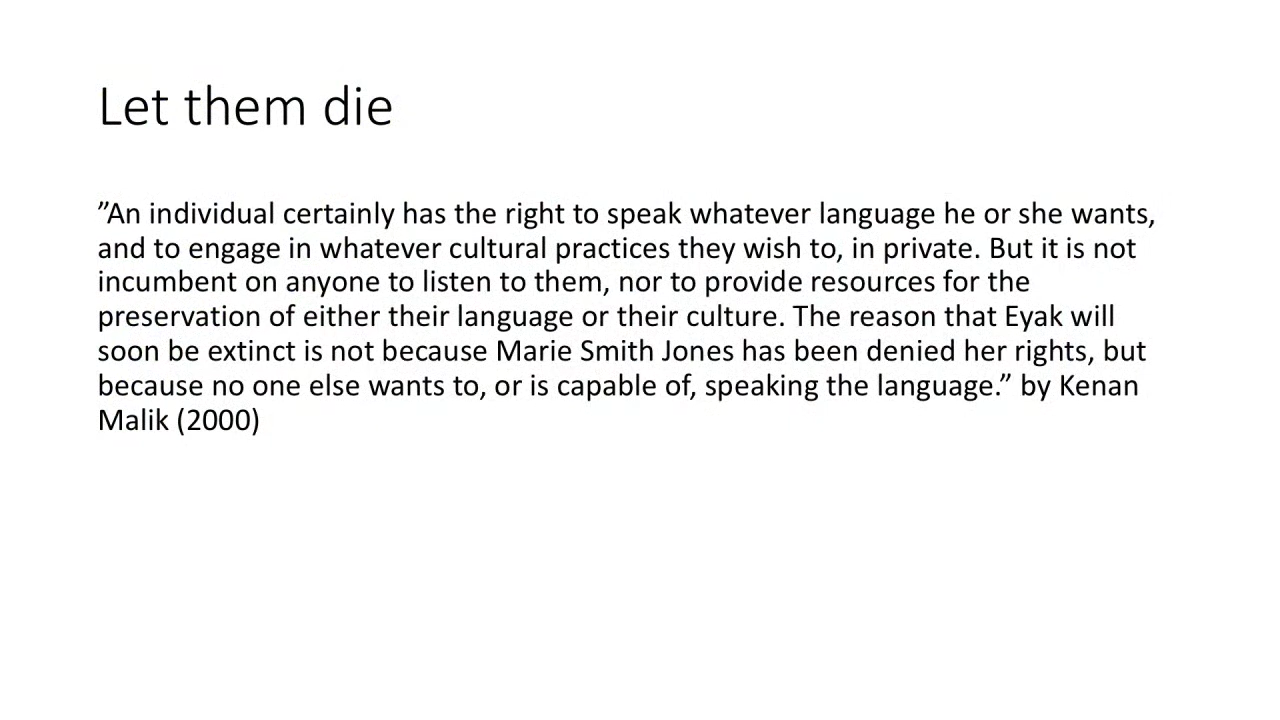 Let them die
”An individual certainly has the right to speak whatever language he or she wants,
and to engage in whatever cultural practices they wish to, in private. But it is not
incumbent on anyone to listen to them, nor to provide resources for the
preservation of either their language or their culture. The reason that Eyak will
soon be extinct is not because Marie Smith Jones has been denied her rights, but
because no one else wants to, or is capable of, speaking the language.” by Kenan
Malik (2000)